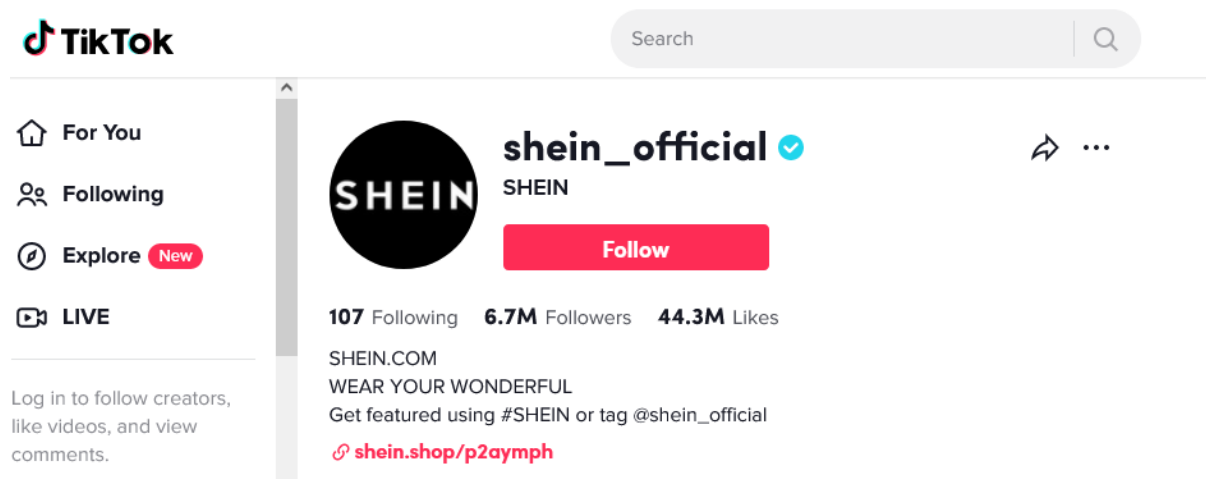 TikTok
Search
For You
Following
Explore New
LIVE
Log in to follow creators,
like videos, and view
comments.
SHEIN
shein_official
SHEIN
Follow
107 Following 6.7M Followers 44.3M Likes
SHEIN.COM
WEAR YOUR WONDERFUL
Get featured using #SHEIN or tag @shein_official
shein.shop/p2aymph